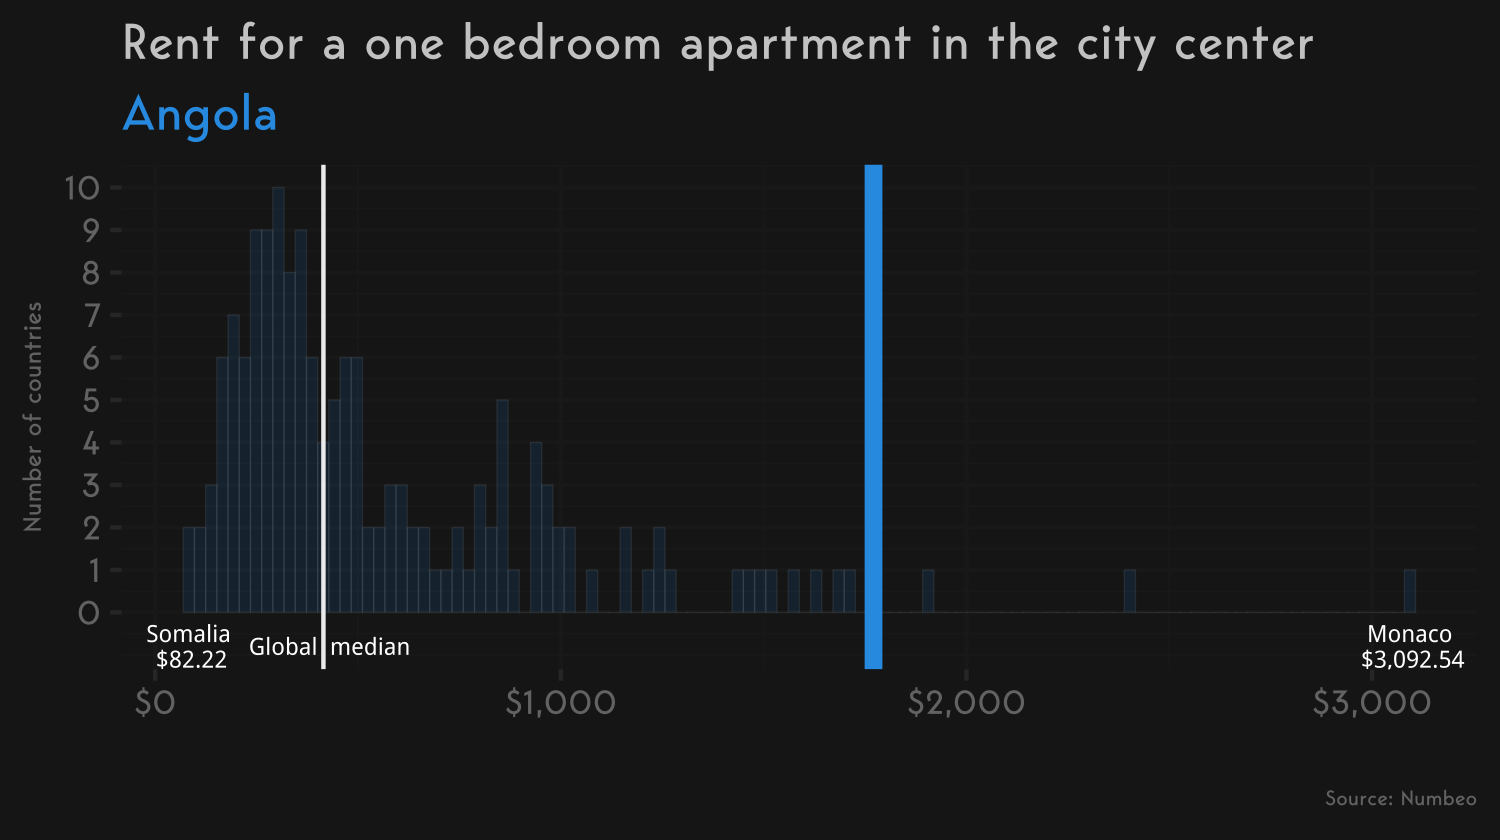 Rent for a one bedroom apartment in the city center
Angola
Number of countries
10
9
8
7
6
5
4
3
2
1
0
Somalia
$82.22
Global median
Monaco
$3,092.54
$0 $1,000 $2,000 $3,000
Source: Numbeo